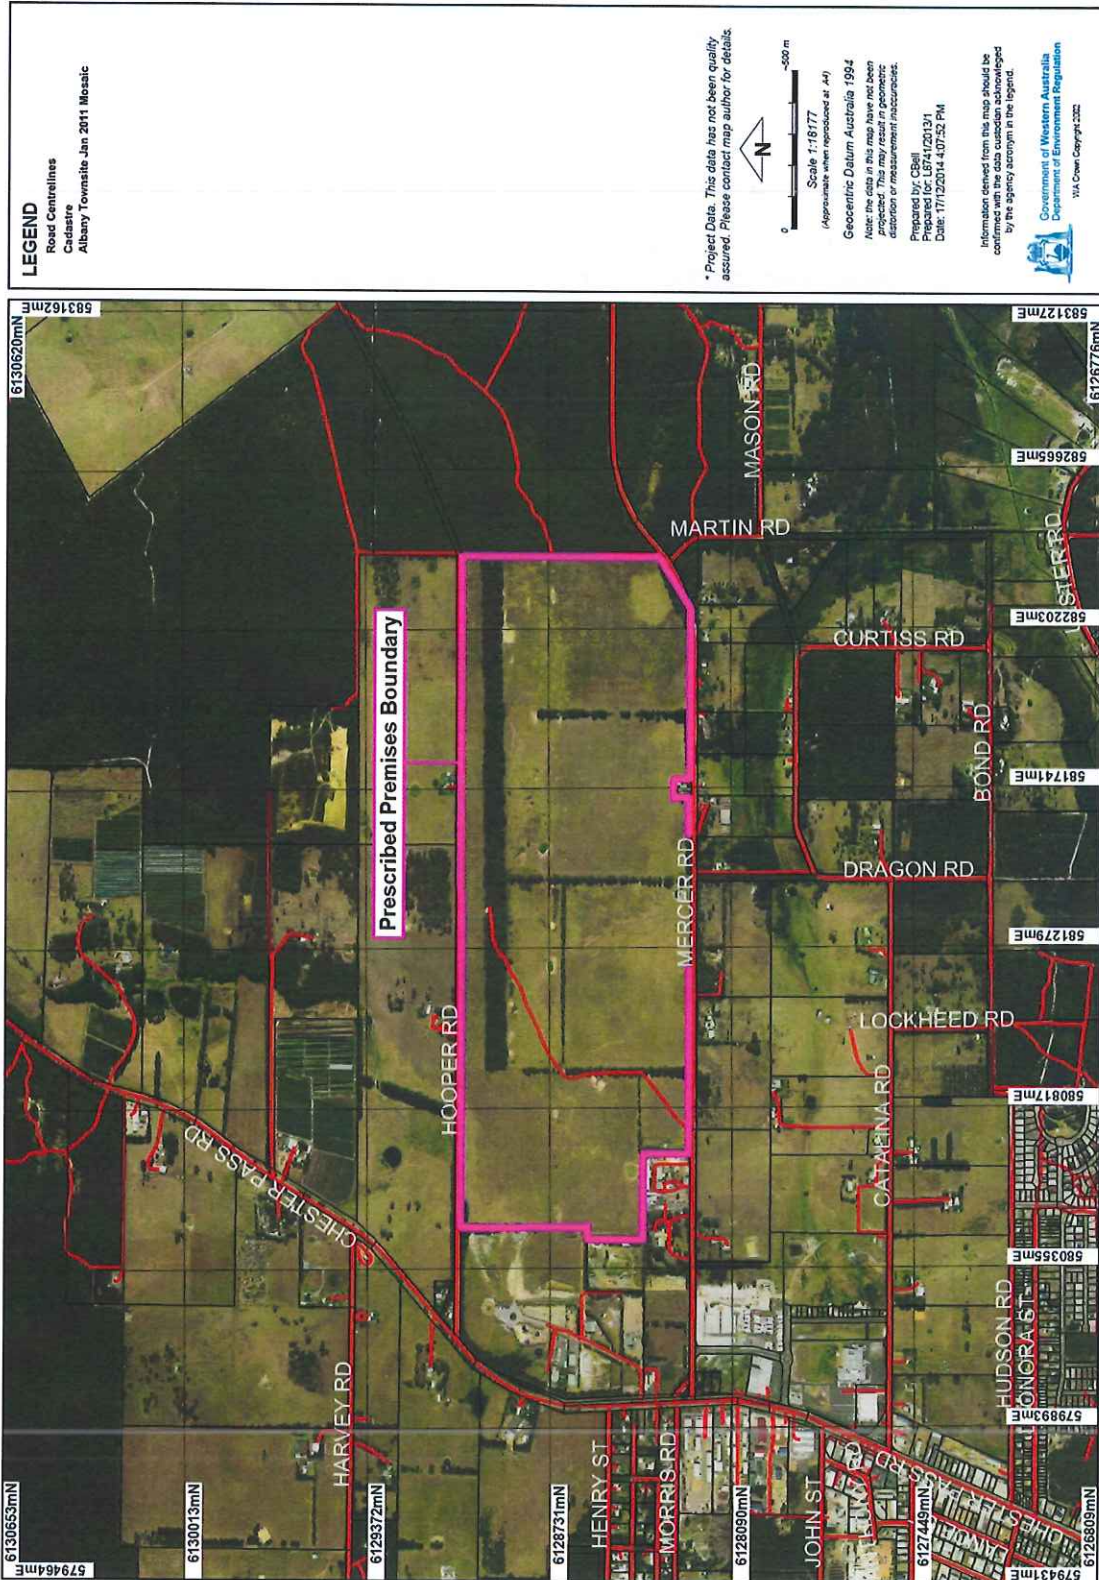 LEGEND
Road Centrelines
Cadastre
Albany Townsite Jan 2011 Mosaic
* Project Data. This data has not been quality
assured. Please contact map author for details.
N
0
~500 m
Scale 1:18177
(Approximate when reproduced at A4)
Geocentric Datum Australia 1994
Note: the data in this map have not been
projected. This may result in geometric
distortion or measurement inaccuracies.
Prepared by: CBell
Prepared for: L8741/2013/1
Date: 17/12/2014 4:07:52 PM
Information derived from this map should be
confirmed with the data custodian acknowledged
by the agency acronym in the legend.
Government of Western Australia
Department of Environment Regulation
WA Crown Copyright 2002
6130620mN
583162mE
583127mE
6126776mN
582665mE
582203mE
581741mE
581279mE
580817mE
580355mE
579893mE
579431mE
579464mE
6130653mN
6130013mN
6129372mN
6128731mN
6128090mN
6127449mN
6126809mN
Prescribed Premises Boundary
MASON RD
MARTIN RD
CURTISS RD
BOND RD
DRAGON RD
MERCER RD
LOCKHEED RD
CATALINA RD
HOOPER RD
CHESTER PASS RD
HARVEY RD
HENRY ST
MORRIS RD
JOHN ST
HUDSON RD
PASS RD